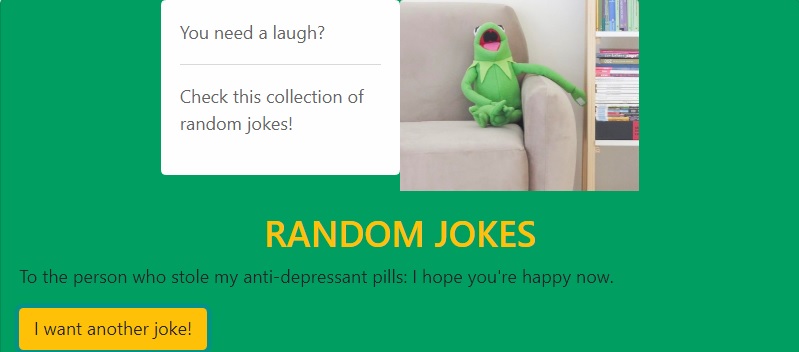 You need a laugh?
Check this collection of
random jokes!
RANDOM JOKES
To the person who stole my anti-depressant pills: I hope you're happy now.
I want another joke!